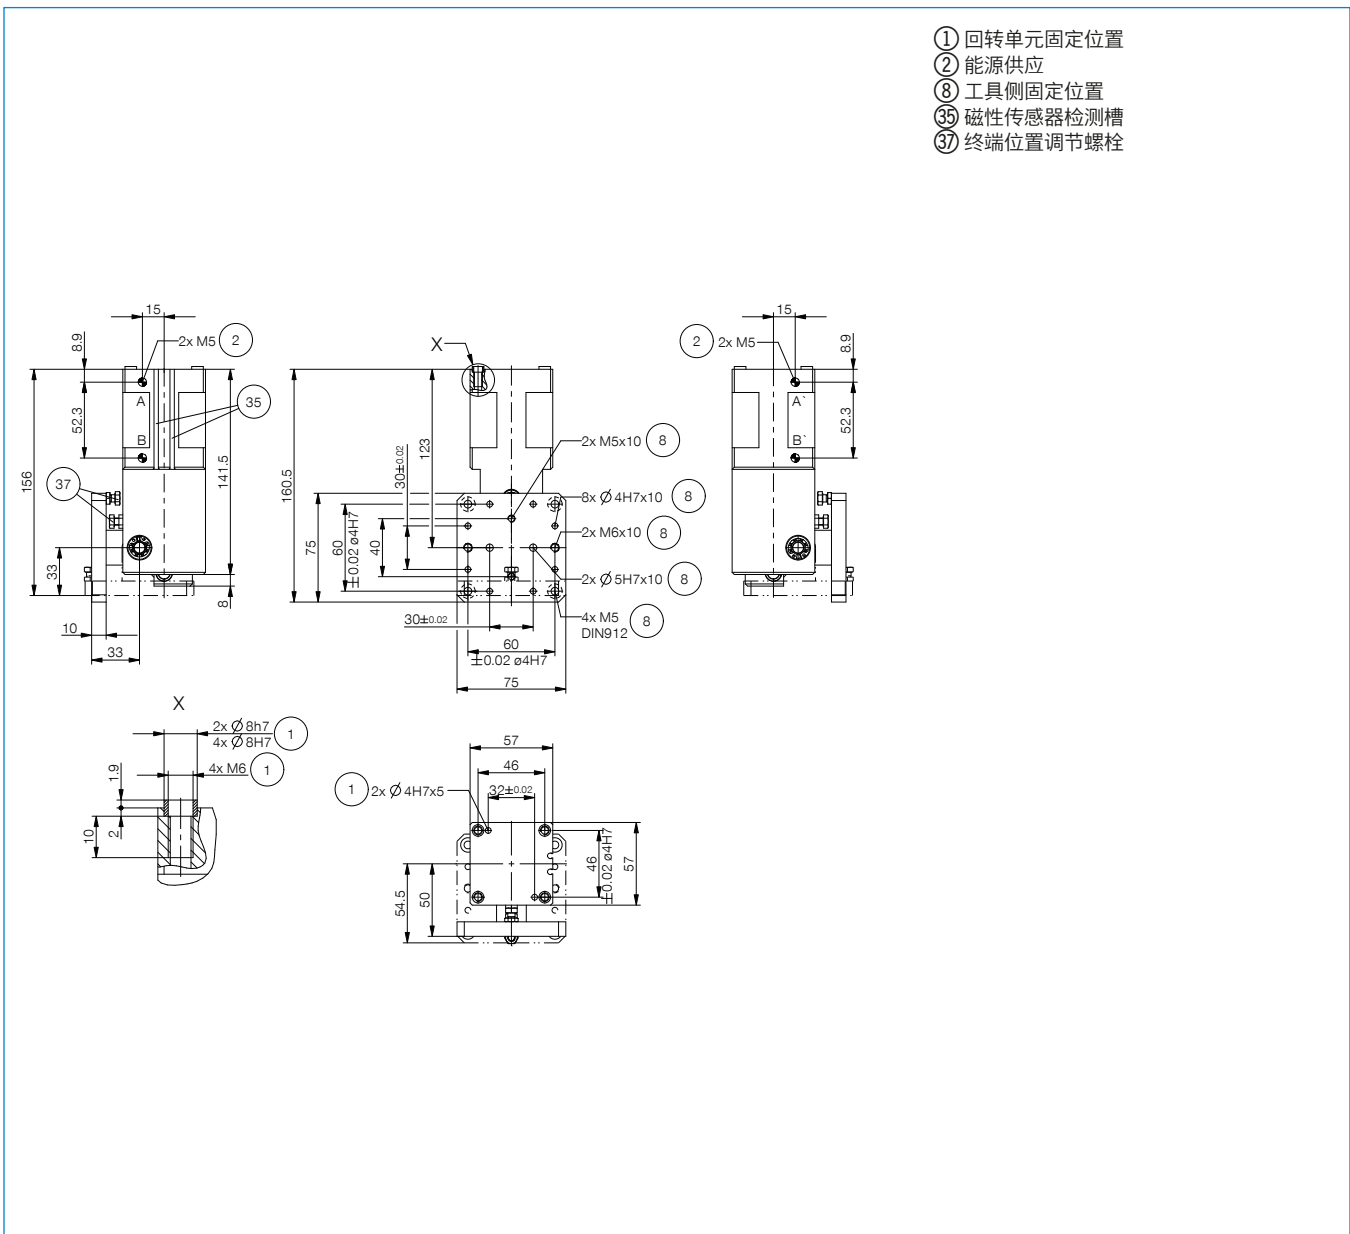 ① 回转单元固定位置
② 能源供应
⑧ 工具侧固定位置
㉟ 磁性传感器检测槽
㊲ 终端位置调节螺栓
15
8.9
2x M5 2
A
B
35
52.3
156
141.5
37
33
8
10
33
X
160.5
123
30±0.02
75
60
±0.02 ø4H7
40
2x M5x10 8
8x Ø 4H7x10 8
2x M6x10 8
2x Ø 5H7x10 8
4x M5 8
DIN912
30±0.02
60
±0.02 ø4H7
75
15
2 2x M5
8.9
A`
B`
52.3
X
2x Ø 8h7
4x Ø 8H7 1
4x M6 1
1.9
2
10
57
46
32±0.02
1 2x Ø 4H7x5
46
±0.02 ø4H7
57
54.5
50